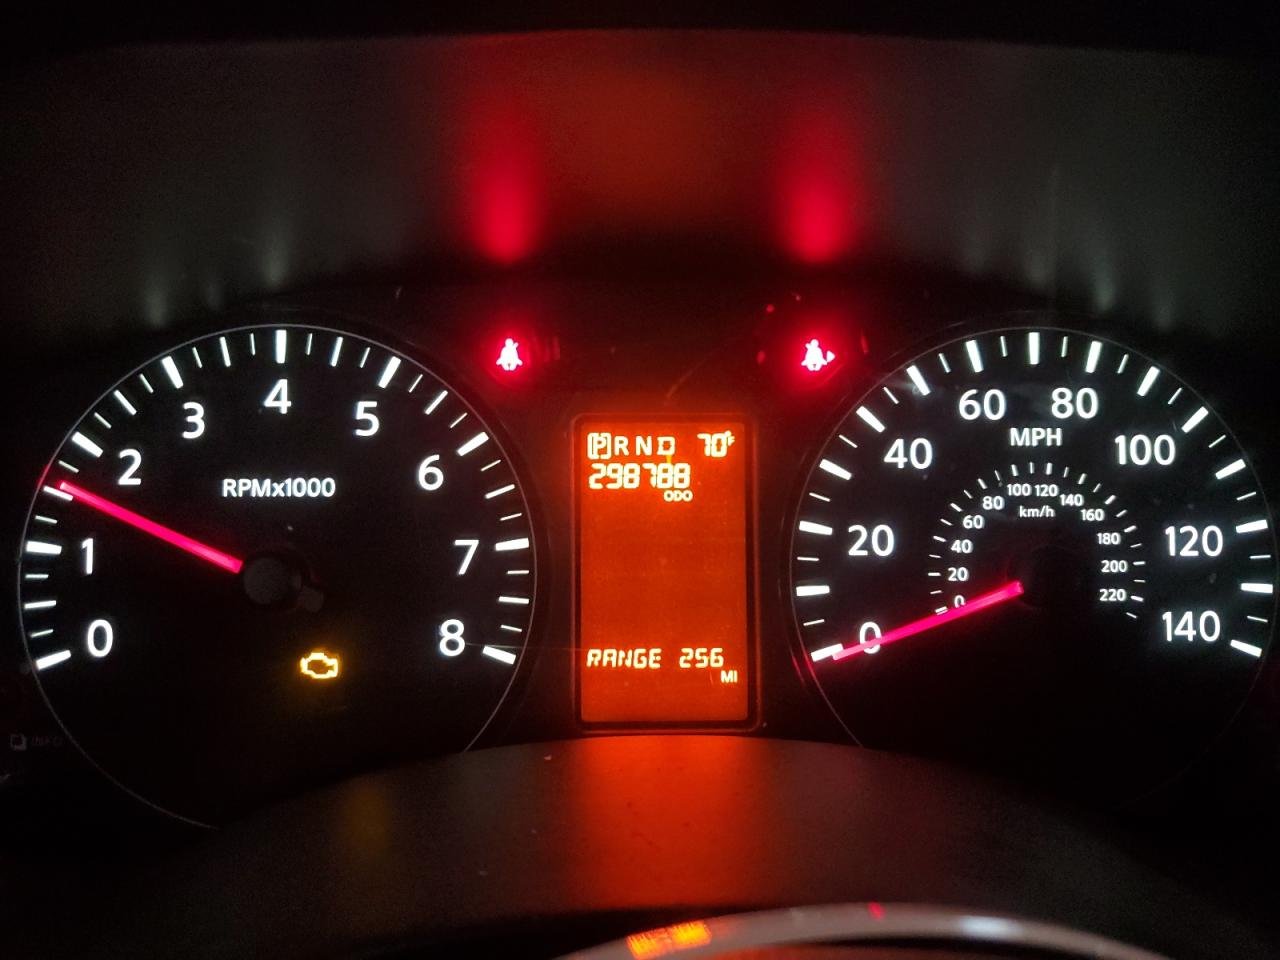 0 1 2 3 4 5 6 7 8
RPMx1000
P R N D 70°F
298788
ODO
RANGE 256
MI
0 20 40 60 80 100 120 140
MPH
0 20 40 60 80 100 120 140 160 180 200 220
km/h
INFO